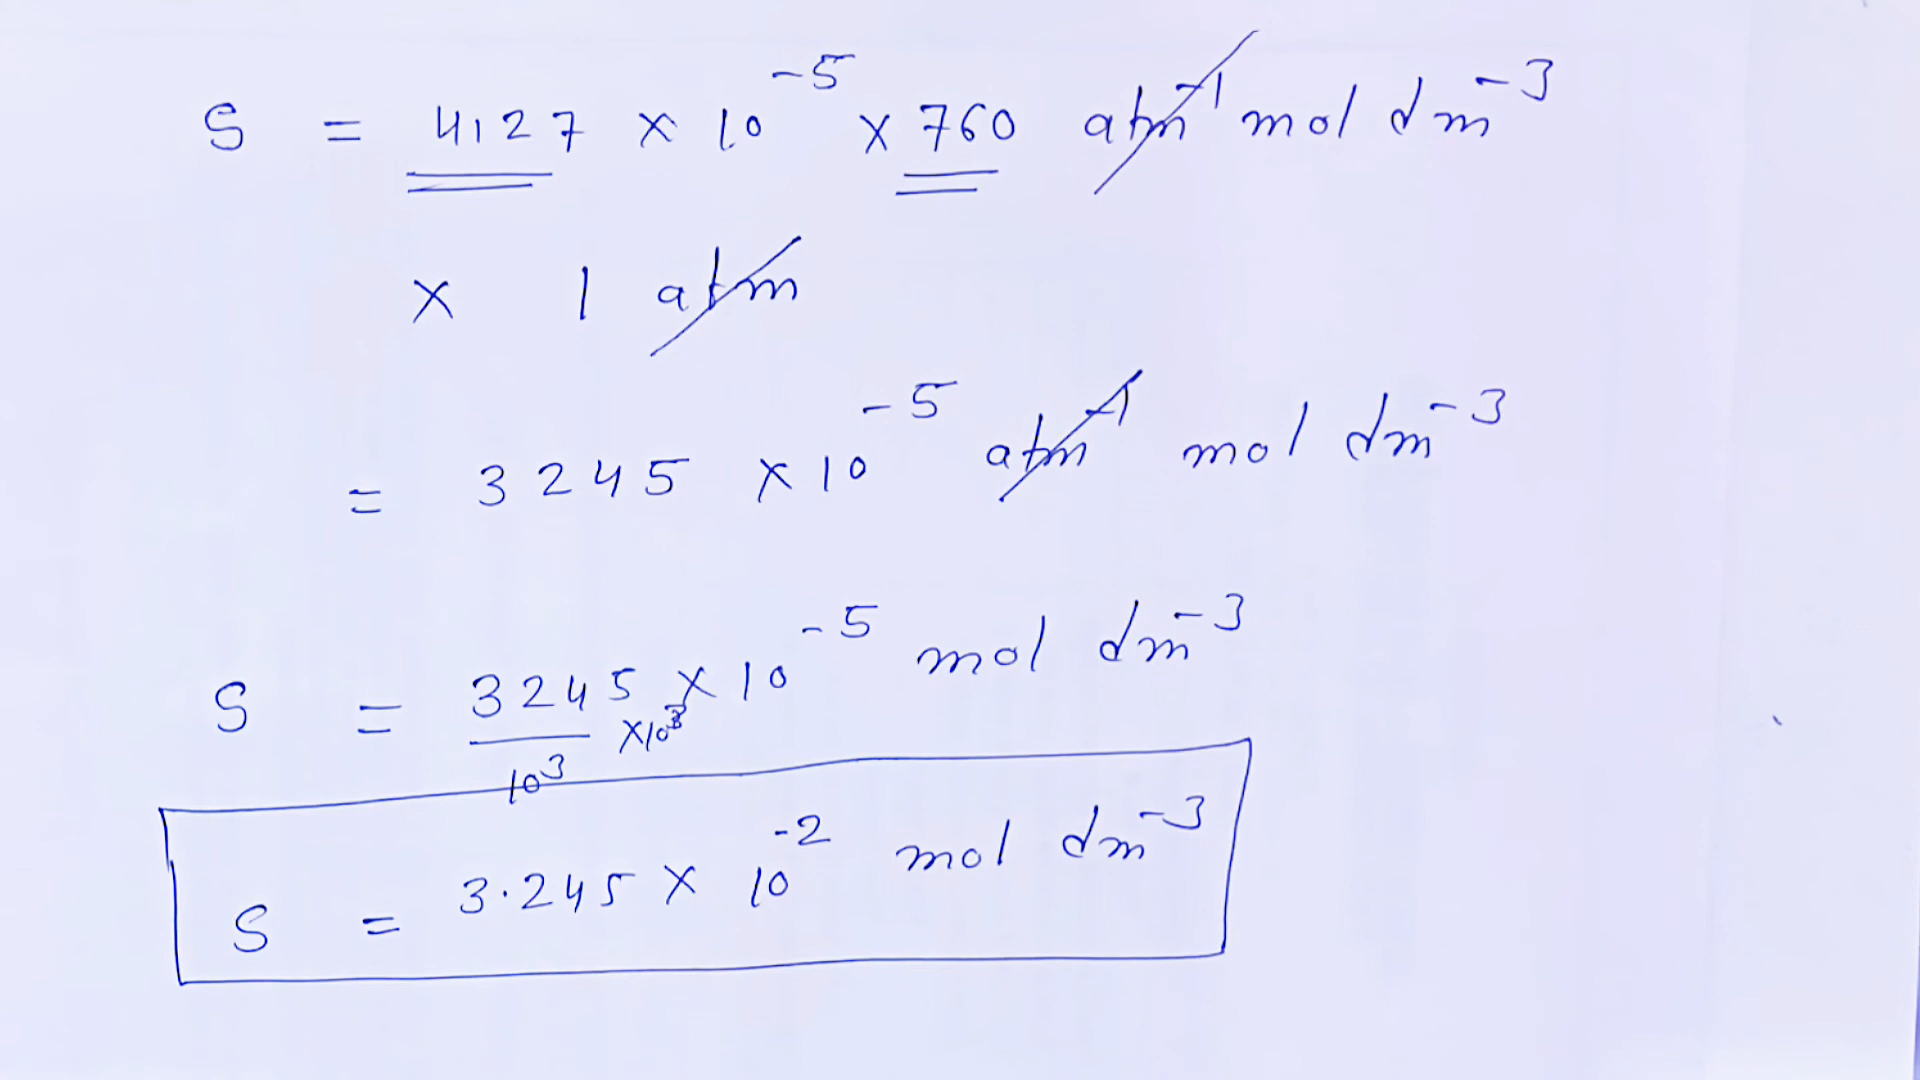 S = 4127 × 10⁻⁵ × 760 atm⁻¹ mol dm⁻³
× 1 atm
= 3245 × 10⁻⁵ atm⁻¹ mol dm⁻³
S = 3245/10³ × 10³ × 10⁻⁵ mol dm⁻³
S = 3.245 × 10⁻² mol dm⁻³